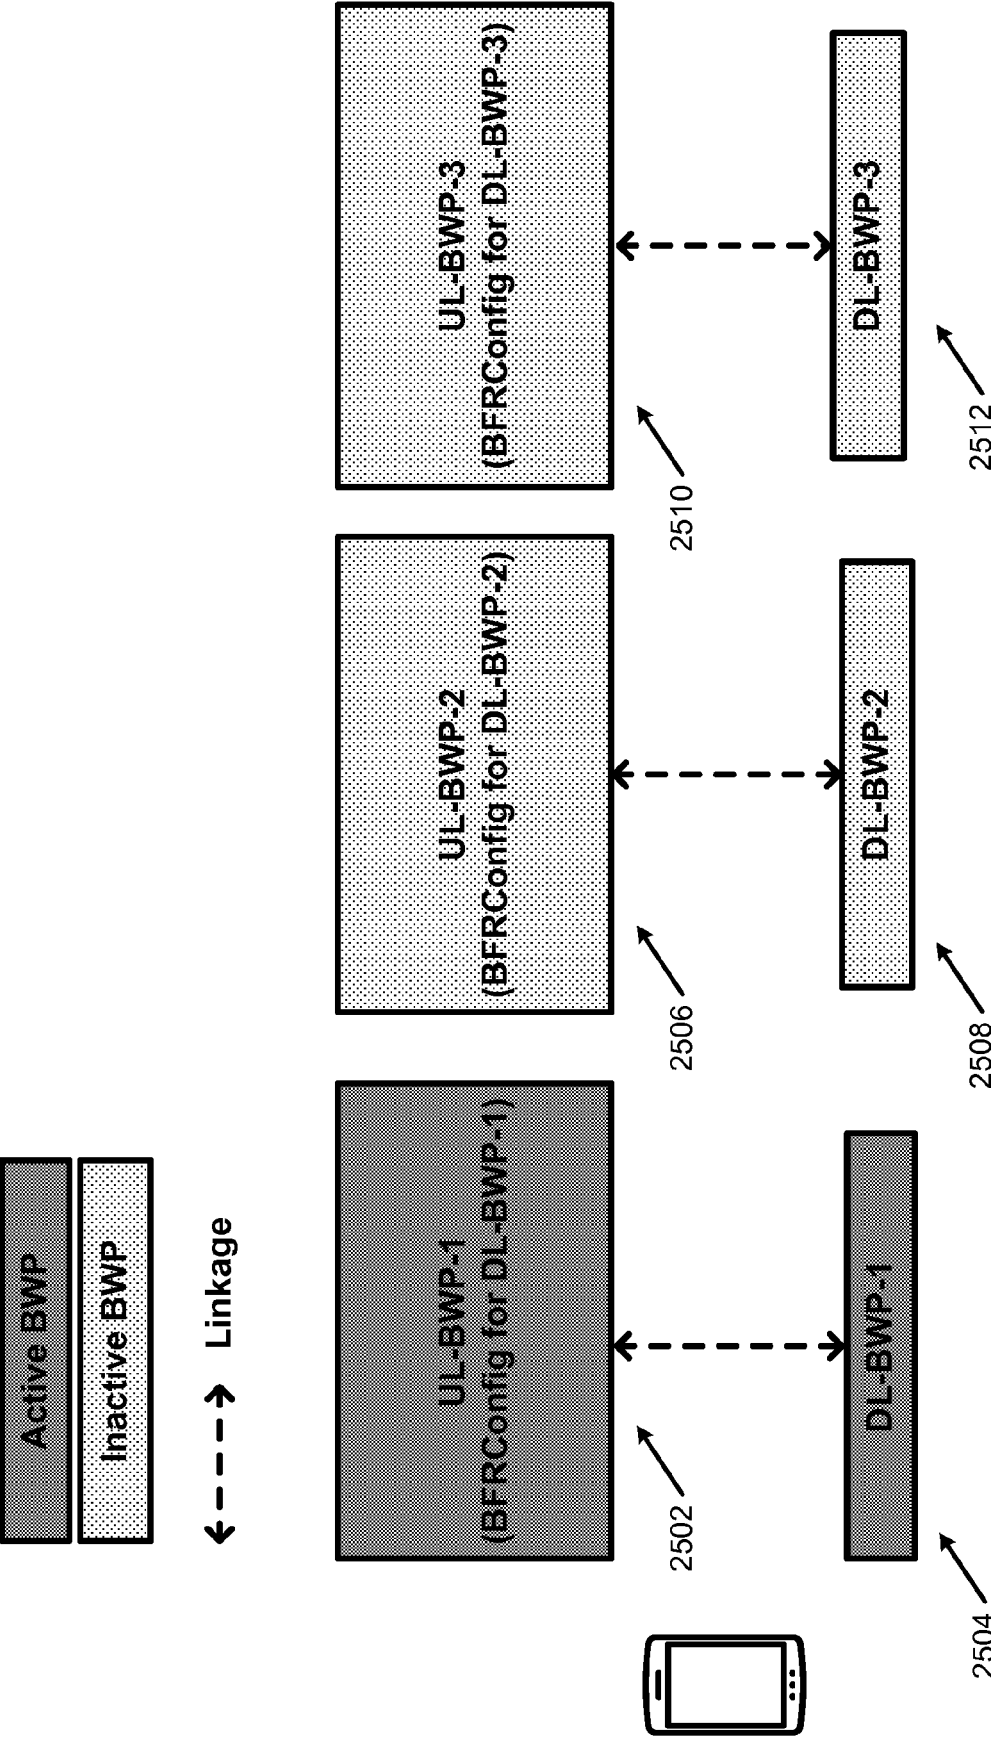 Active BWP
Inactive BWP
Linkage
UL-BWP-1
(BFRConfig for DL-BWP-1)
UL-BWP-2
(BFRConfig for DL-BWP-2)
UL-BWP-3
(BFRConfig for DL-BWP-3)
2502
2506
2510
DL-BWP-1
DL-BWP-2
DL-BWP-3
2504
2508
2512